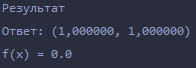 Результат
Ответ: (1,000000, 1,000000)
f(x) = 0.0